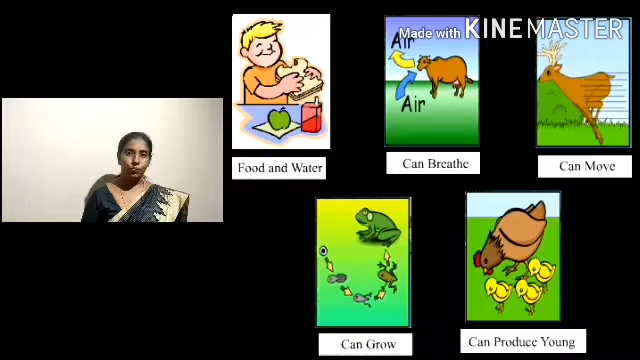 Made with KINEMASTER
Air
Air
Food and Water
Can Breathe
Can Move
Can Grow
Can Produce Young